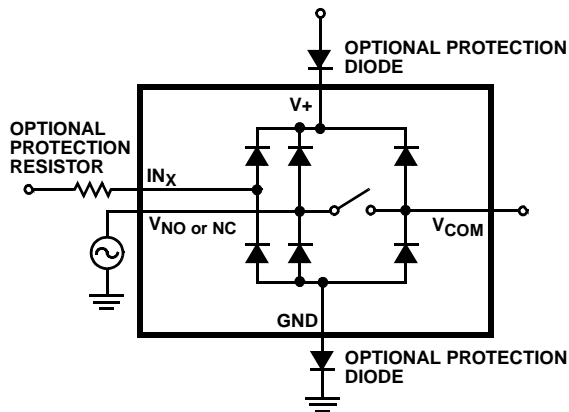 OPTIONAL PROTECTION
DIODE
V+
OPTIONAL
PROTECTION
RESISTOR
INX
VNO or NC
VCOM
GND
OPTIONAL PROTECTION
DIODE